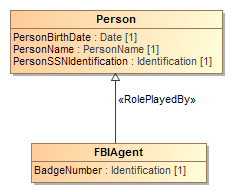 Person
PersonBirthDate : Date [1]
PersonName : PersonName [1]
PersonSSNIdentification : Identification [1]
«RolePlayedBy»
FBIAgent
BadgeNumber : Identification [1]